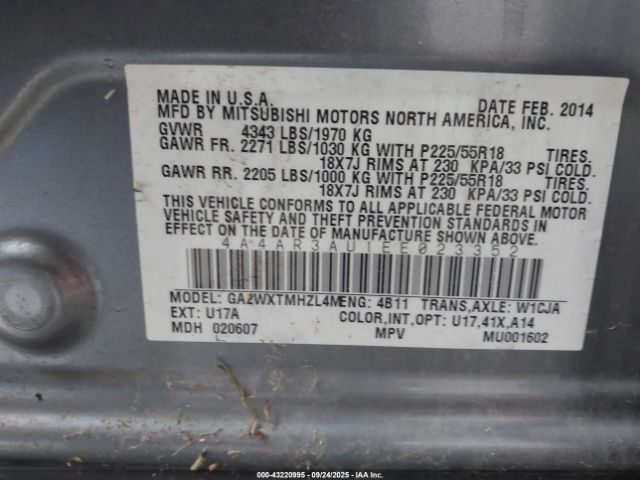 MADE IN U.S.A. DATE FEB. 2014
MFD BY MITSUBISHI MOTORS NORTH AMERICA, INC.
GVWR 4343 LBS/1970 KG
GAWR FR. 2271 LBS/1030 KG WITH P225/55R18 TIRES.
18X7J RIMS AT 230 KPA/33 PSI COLD.
GAWR RR. 2205 LBS/1000 KG WITH P225/55R18 TIRES.
18X7J RIMS AT 230 KPA/33 PSI COLD.
THIS VEHICLE CONFORMS TO ALL APPLICABLE FEDERAL MOTOR
VEHICLE SAFETY AND THEFT PREVENTION STANDARDS IN
EFFECT ON THE DATE OF MANUFACTURE SHOWN ABOVE.
4A4AR3AU1EE023352
MODEL: GA2WXTMHZL4M ENG: 4B11 TRANS,AXLE: W1CJA
EXT: U17A COLOR,INT,OPT: U17,41X,A14
MDH 020607 MPV MU001602
000-43220995 - 09/24/2025 - IAA Inc.